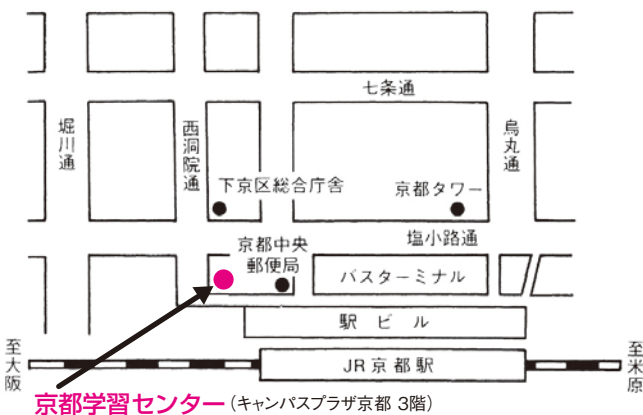 七条通
堀川通
西洞院通
烏丸通
下京区総合庁舎
京都タワー
塩小路通
京都中央
郵便局
バスターミナル
駅ビル
至大阪
JR京都駅
至米原
京都学習センター(キャンパスプラザ京都 3階)